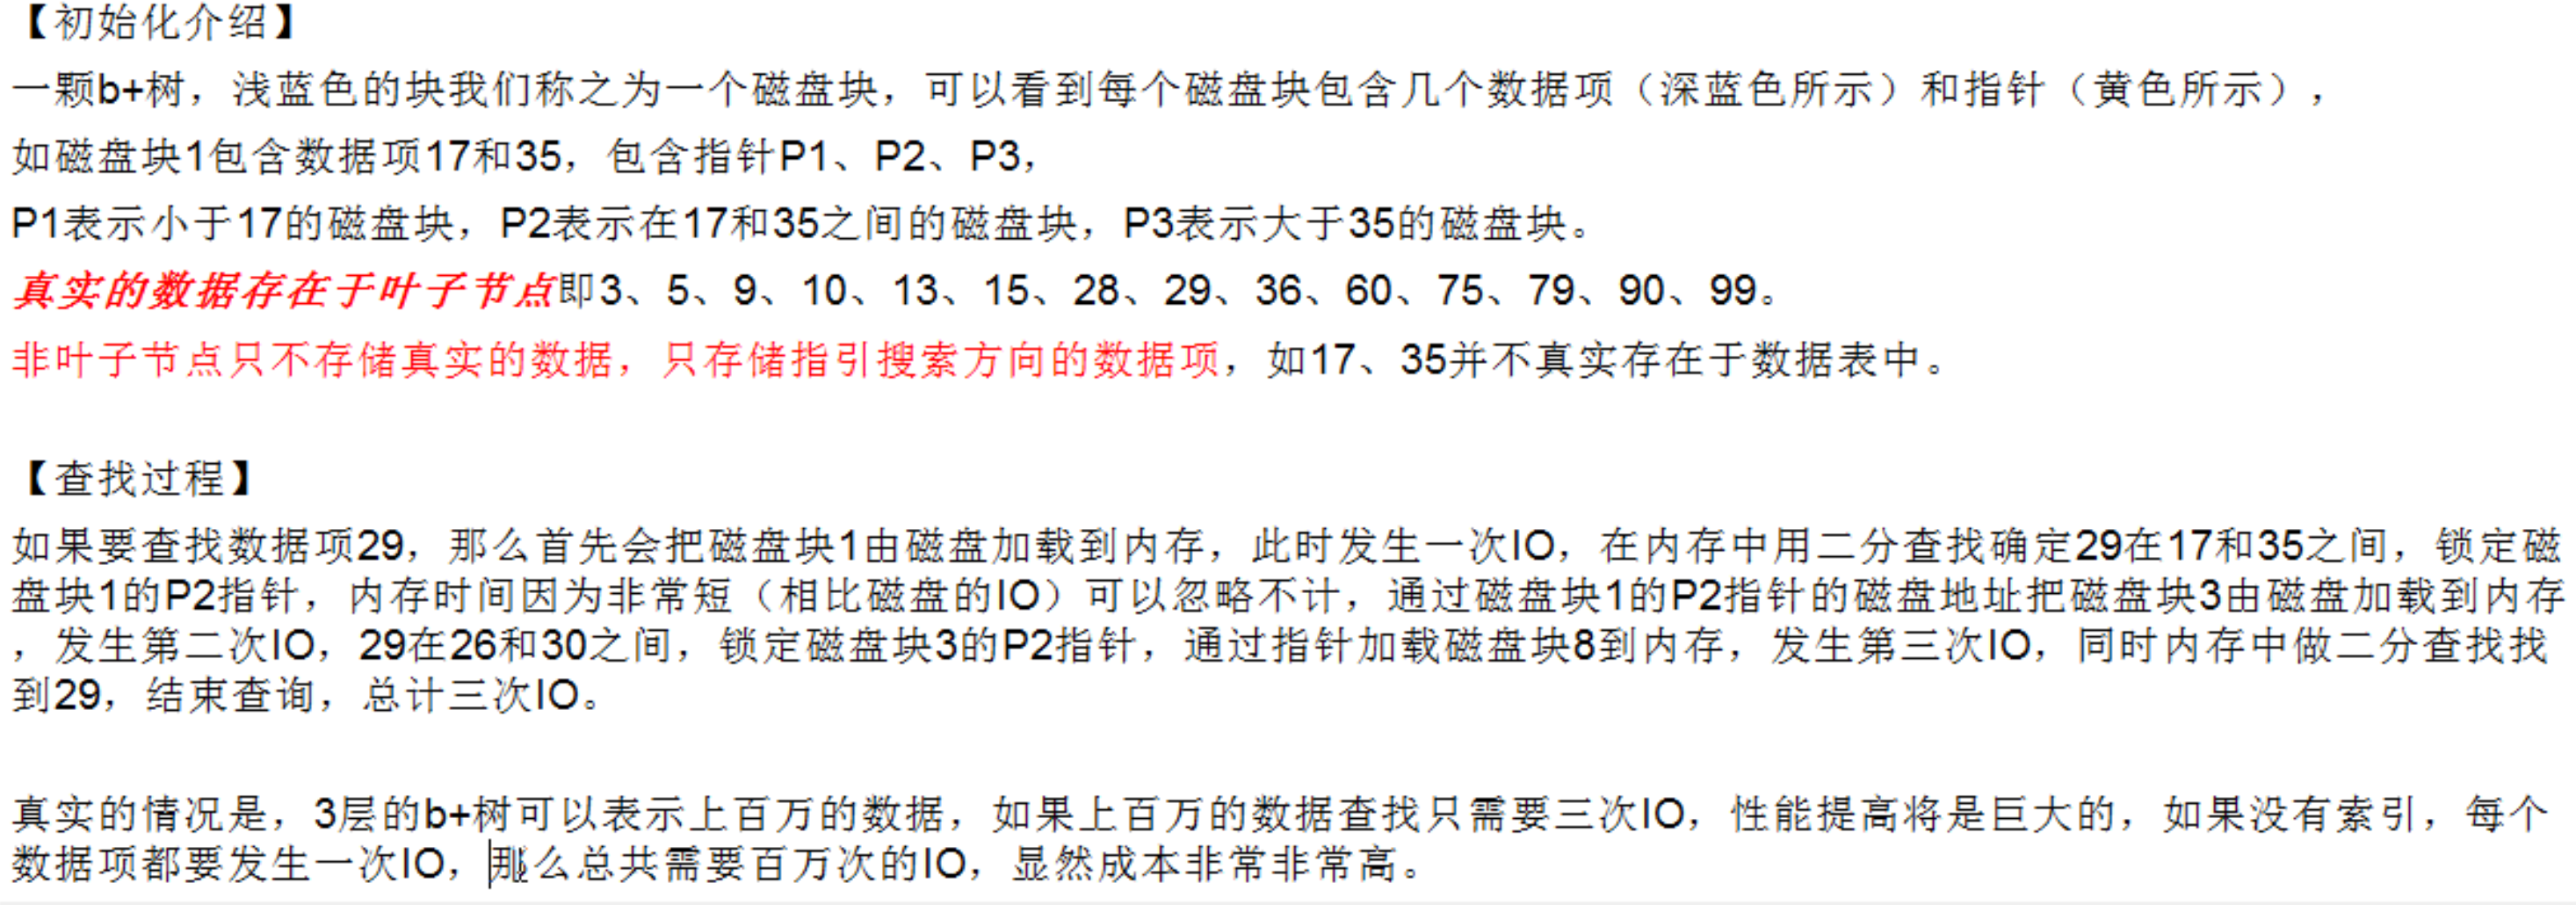 【初始化介绍】
一颗b+树，浅蓝色的块我们称之为一个磁盘块，可以看到每个磁盘块包含几个数据项（深蓝色所示）和指针（黄色所示），
如磁盘块1包含数据项17和35，包含指针P1、P2、P3，
P1表示小于17的磁盘块，P2表示在17和35之间的磁盘块，P3表示大于35的磁盘块。
真实的数据存在于叶子节点即3、5、9、10、13、15、28、29、36、60、75、79、90、99。
非叶子节点只不存储真实的数据，只存储指引搜索方向的数据项，如17、35并不真实存在于数据表中。
【查找过程】
如果要查找数据项29，那么首先会把磁盘块1由磁盘加载到内存，此时发生一次IO，在内存中用二分查找确定29在17和35之间，锁定磁
盘块1的P2指针，内存时间因为非常短（相比磁盘的IO）可以忽略不计，通过磁盘块1的P2指针的磁盘地址把磁盘块3由磁盘加载到内存
，发生第二次IO，29在26和30之间，锁定磁盘块3的P2指针，通过指针加载磁盘块8到内存，发生第三次IO，同时内存中做二分查找找
到29，结束查询，总计三次IO。
真实的情况是，3层的b+树可以表示上百万的数据，如果上百万的数据查找只需要三次IO，性能提高将是巨大的，如果没有索引，每个
数据项都要发生一次IO，那么总共需要百万次的IO，显然成本非常非常高。